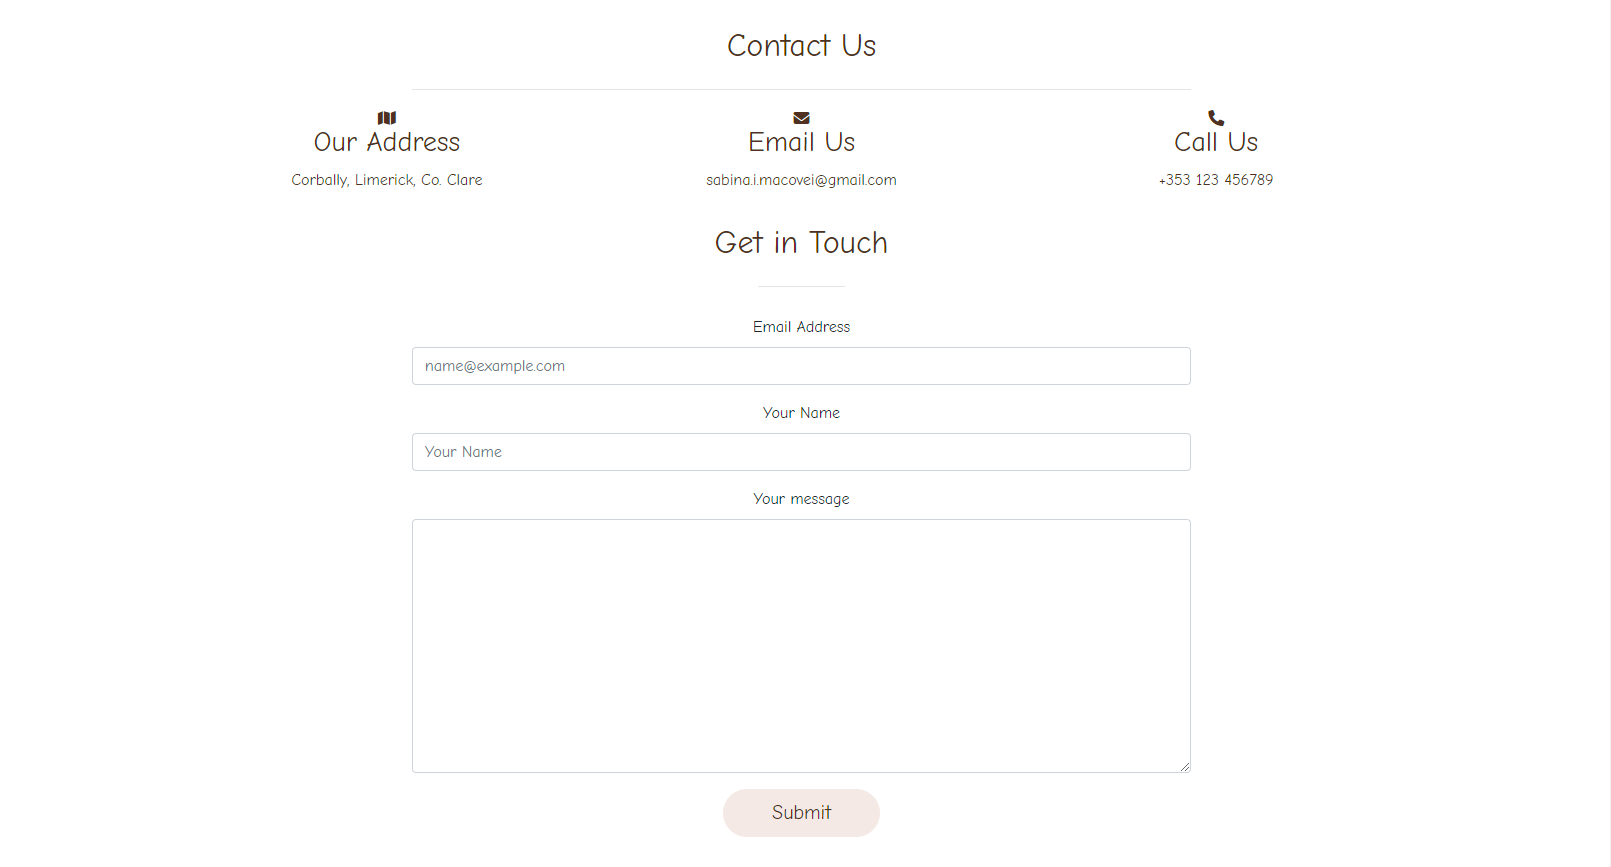 Contact Us
Our Address
Corbally, Limerick, Co. Clare
Email Us
sabina.i.macovei@gmail.com
Call Us
+353 123 456789
Get in Touch
Email Address
name@example.com
Your Name
Your Name
Your message
Submit